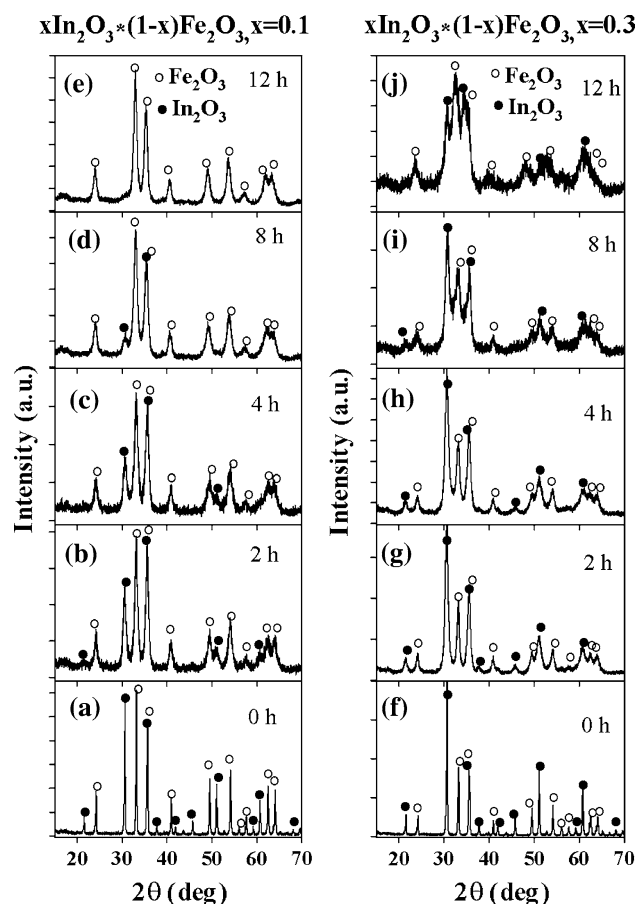 xIn₂O₃*(1-x)Fe₂O₃, x=0.1
xIn₂O₃*(1-x)Fe₂O₃, x=0.3
(e)
○ Fe₂O₃
● In₂O₃
12 h
(j)
○ Fe₂O₃
● In₂O₃
12 h
(d)
8 h
(i)
8 h
(c)
4 h
(h)
4 h
(b)
2 h
(g)
2 h
(a)
0 h
(f)
0 h
Intensity (a.u.)
Intensity (a.u.)
20 30 40 50 60 70
20 30 40 50 60 70
2θ (deg)
2θ (deg)